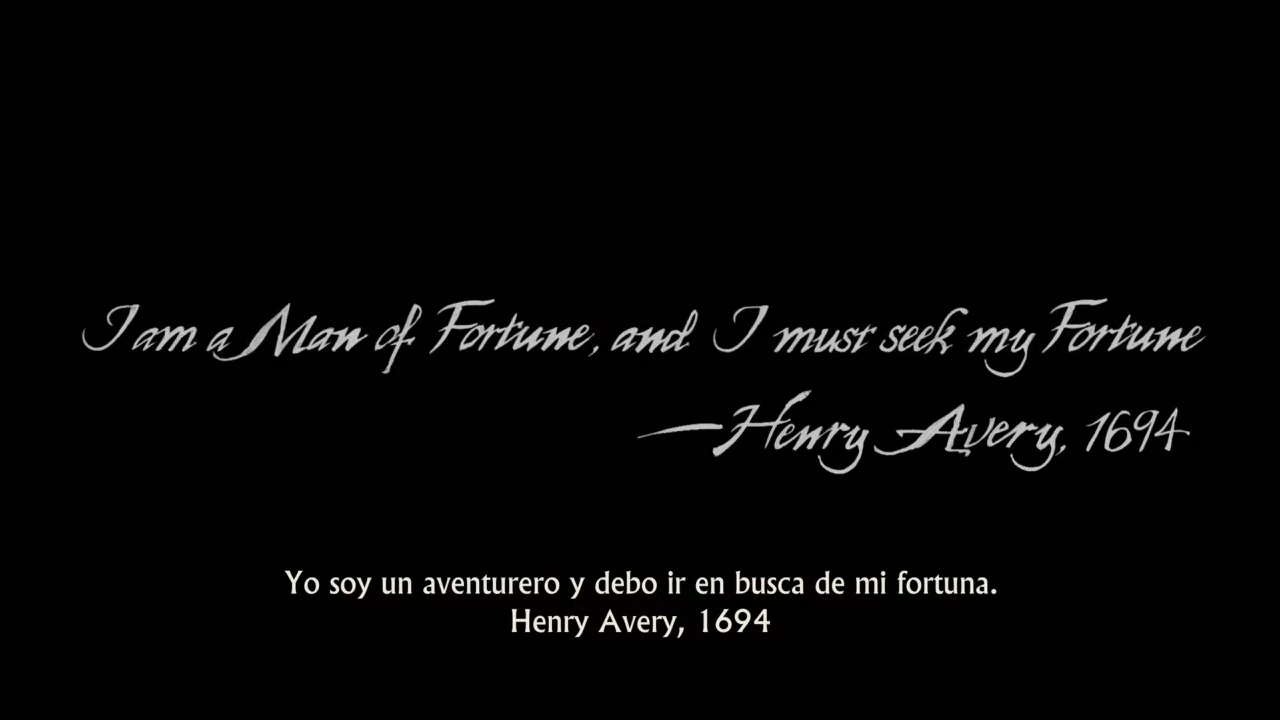 I am a Man of Fortune, and I must seek my Fortune
—Henry Avery, 1694
Yo soy un aventurero y debo ir en busca de mi fortuna.
Henry Avery, 1694